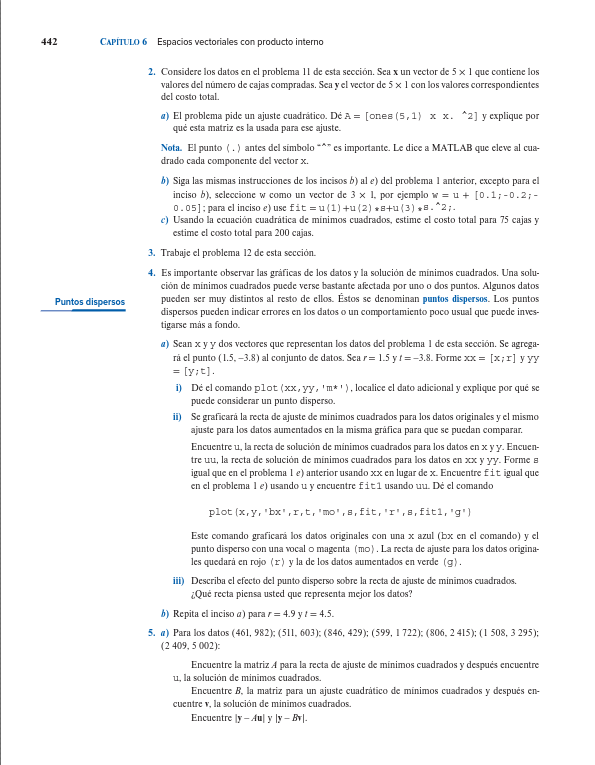 442 CAPÍTULO 6 Espacios vectoriales con producto interno
2. Considere los datos en el problema 11 de esta sección. Sea x un vector de 5 × 1 que contiene los
valores del número de cajas compradas. Sea y el vector de 5 × 1 con los valores correspondientes
del costo total.
a) El problema pide un ajuste cuadrático. Dé A = [ones(5,1) x x. ^2] y explique por
qué esta matriz es la usada para ese ajuste.
Nota. El punto (.) antes del símbolo "^" es importante. Le dice a MATLAB que eleve al cua-
drado cada componente del vector x.
b) Siga las mismas instrucciones de los incisos b) al e) del problema 1 anterior, excepto para el
inciso b), seleccione w como un vector de 3 × 1, por ejemplo w = u + [0.1;-0.2;-
0.05]; para el inciso e) use fit=u(1)+u(2)*s+u(3)*s.^2;.
c) Usando la ecuación cuadrática de mínimos cuadrados, estime el costo total para 75 cajas y
estime el costo total para 200 cajas.
3. Trabaje el problema 12 de esta sección.
4. Es importante observar las gráficas de los datos y la solución de mínimos cuadrados. Una solu-
ción de mínimos cuadrados puede verse bastante afectada por uno o dos puntos. Algunos datos
Puntos dispersos
pueden ser muy distintos al resto de ellos. Éstos se denominan puntos dispersos. Los puntos
dispersos pueden indicar errores en los datos o un comportamiento poco usual que puede inves-
tigarse más a fondo.
a) Sean x y y dos vectores que representan los datos del problema 1 de esta sección. Se agrega-
rá el punto (1.5, –3.8) al conjunto de datos. Sea r = 1.5 y t = –3.8. Forme xx = [x;r] y yy
= [y;t].
i) Dé el comando plot(xx,yy,'m*'), localice el dato adicional y explique por qué se
puede considerar un punto disperso.
ii) Se graficará la recta de ajuste de mínimos cuadrados para los datos originales y el mismo
ajuste para los datos aumentados en la misma gráfica para que se puedan comparar.
Encuentre u, la recta de solución de mínimos cuadrados para los datos en x y y. Encuen-
tre uu, la recta de solución de mínimos cuadrados para los datos en xx y yy. Forme s
igual que en el problema 1 e) anterior usando xx en lugar de x. Encuentre fit igual que
en el problema 1 e) usando u y encuentre fit1 usando uu. Dé el comando
plot(x,y,'bx',r,t,'mo',s,fit,'r',s,fit1,'g')
Este comando graficará los datos originales con una x azul (bx en el comando) y el
punto disperso con una vocal o magenta (mo). La recta de ajuste para los datos origina-
les quedará en rojo (r) y la de los datos aumentados en verde (g).
iii) Describa el efecto del punto disperso sobre la recta de ajuste de mínimos cuadrados.
¿Qué recta piensa usted que representa mejor los datos?
b) Repita el inciso a) para r = 4.9 y t = 4.5.
5. a) Para los datos (461, 982); (511, 603); (846, 429); (599, 1 722); (806, 2 415); (1 508, 3 295);
(2 409, 5 002):
Encuentre la matriz A para la recta de ajuste de mínimos cuadrados y después encuentre
u, la solución de mínimos cuadrados.
Encuentre B, la matriz para un ajuste cuadrático de mínimos cuadrados y después en-
cuentre v, la solución de mínimos cuadrados.
Encuentre |y – Au| y |y – Bv|.